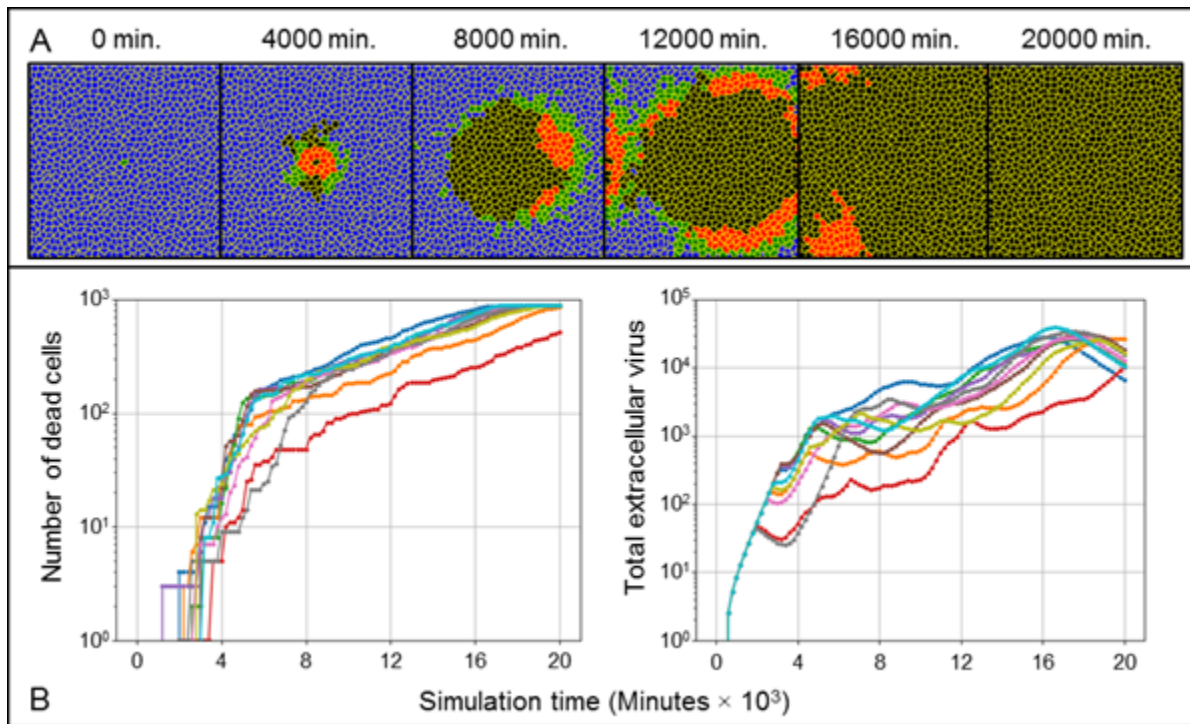 A
0 min. 4000 min. 8000 min. 12000 min. 16000 min. 20000 min.
Number of dead cells
10³
10²
10¹
10⁰
0 4 8 12 16 20
Total extracellular virus
10⁵
10⁴
10³
10²
10¹
10⁰
0 4 8 12 16 20
B
Simulation time (Minutes × 10³)